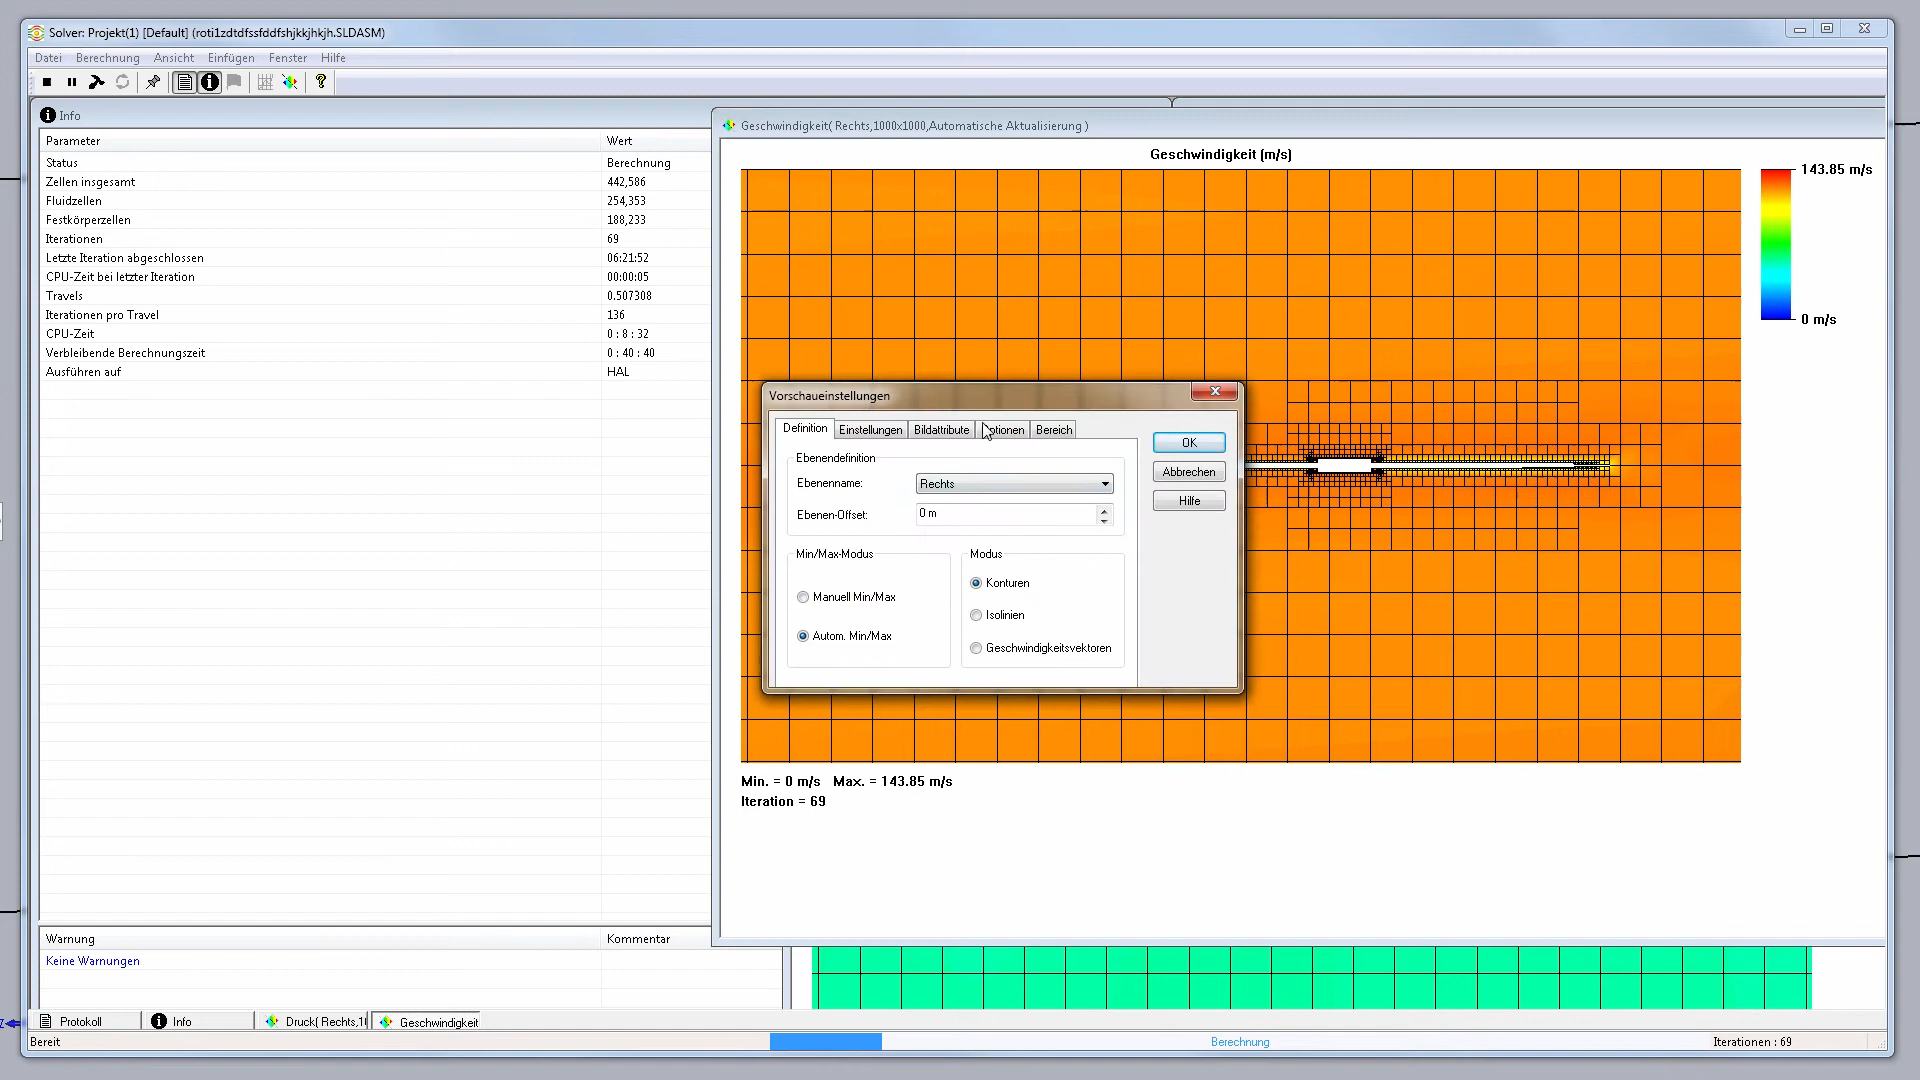 Solver: Projekt(1) [Default] (roti1zdtdfssfddfshjkkjhkjh.SLDASM)
Datei Berechnung Ansicht Einfügen Fenster Hilfe
Info
Parameter Wert
Status Berechnung
Zellen insgesamt 442,586
Fluidzellen 254,353
Festkörperzellen 188,233
Iterationen 69
Letzte Iteration abgeschlossen 06:21:52
CPU-Zeit bei letzter Iteration 00:00:05
Travels 0.507308
Iterationen pro Travel 136
CPU-Zeit 0 : 8 : 32
Verbleibende Berechnungszeit 0 : 40 : 40
Ausführen auf HAL
Geschwindigkeit( Rechts,1000x1000,Automatische Aktualisierung )
Geschwindigkeit (m/s)
143.85 m/s
0 m/s
Vorschaueinstellungen
Definition Einstellungen Bildattribute Bereich
OK
Abbrechen
Hilfe
Ebenendefinition
Ebenenname: Rechts
Ebenen-Offset: 0 m
Min/Max-Modus
Manuell Min/Max
Autom. Min/Max
Modus
Konturen
Isolinien
Geschwindigkeitsvektoren
Min. = 0 m/s Max. = 143.85 m/s
Iteration = 69
Warnung Kommentar
Keine Warnungen
Protokoll Info Druck( Rechts,1 Geschwindigkeit
Bereit Berechnung Iterationen : 69